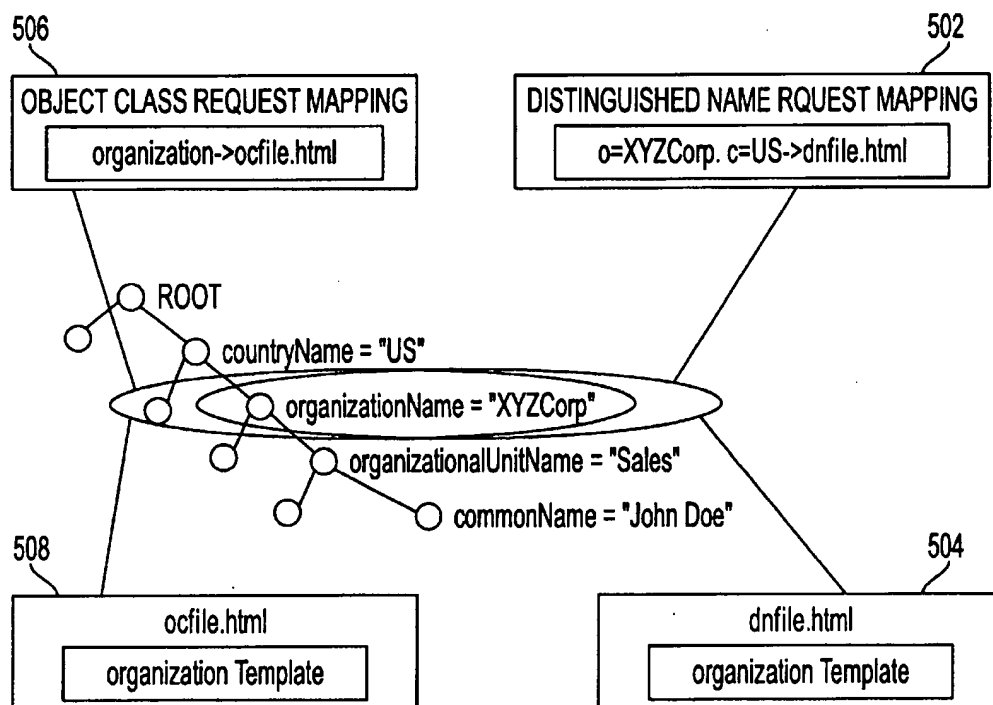 506
502
OBJECT CLASS REQUEST MAPPING
organization->ocfile.html
DISTINGUISHED NAME RQUEST MAPPING
o=XYZCorp. c=US->dnfile.html
ROOT
countryName = "US"
organizationName = "XYZCorp"
organizationalUnitName = "Sales"
commonName = "John Doe"
508
504
ocfile.html
organization Template
dnfile.html
organization Template